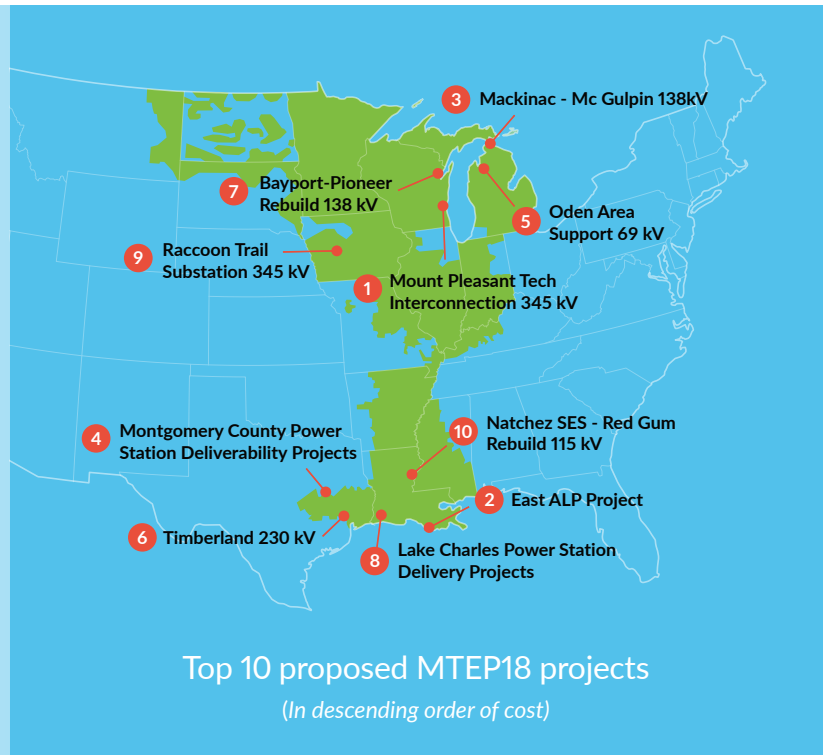 3 Mackinac - Mc Gulpin 138kV
7 Bayport-Pioneer
Rebuild 138 kV
5 Oden Area
Support 69 kV
9 Raccoon Trail
Substation 345 kV
1 Mount Pleasant Tech
Interconnection 345 kV
4 Montgomery County Power
Station Deliverability Projects
10 Natchez SES - Red Gum
Rebuild 115 kV
2 East ALP Project
6 Timberland 230 kV
8 Lake Charles Power Station
Delivery Projects
Top 10 proposed MTEP18 projects
(In descending order of cost)